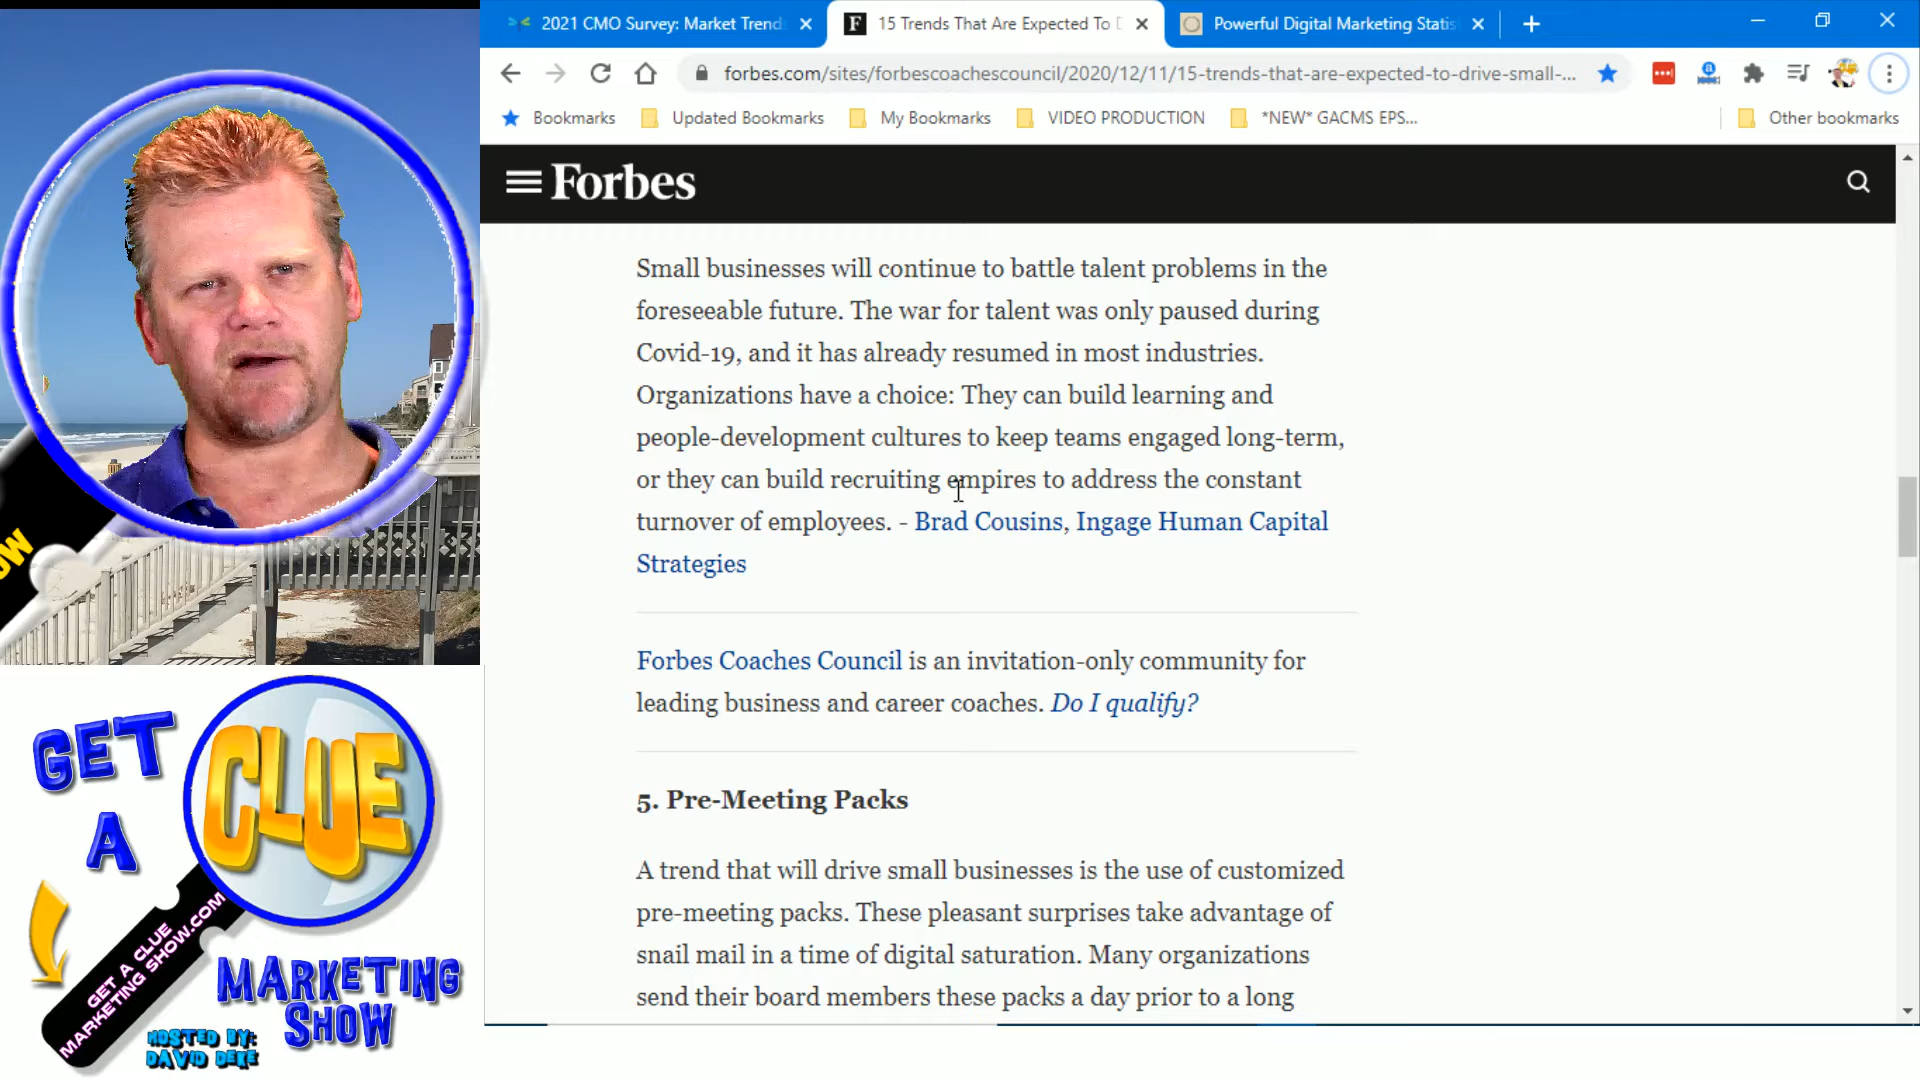 2021 CMO Survey: Market Trend
15 Trends That Are Expected To D
Powerful Digital Marketing Statis
forbes.com/sites/forbescoachescouncil/2020/12/11/15-trends-that-are-expected-to-drive-small-...
Bookmarks
Updated Bookmarks
My Bookmarks
VIDEO PRODUCTION
*NEW* GACMS EPS...
Other bookmarks
Forbes
Small businesses will continue to battle talent problems in the
foreseeable future. The war for talent was only paused during
Covid-19, and it has already resumed in most industries.
Organizations have a choice: They can build learning and
people-development cultures to keep teams engaged long-term,
or they can build recruiting empires to address the constant
turnover of employees. - Brad Cousins, Ingage Human Capital
Strategies
Forbes Coaches Council is an invitation-only community for
leading business and career coaches. Do I qualify?
5. Pre-Meeting Packs
A trend that will drive small businesses is the use of customized
pre-meeting packs. These pleasant surprises take advantage of
snail mail in a time of digital saturation. Many organizations
send their board members these packs a day prior to a long
OW
GET
A
CLUE
GET A CLUE
MARKETING SHOW.COM
MARKETING
SHOW
HOSTED BY:
DAVID DEKE